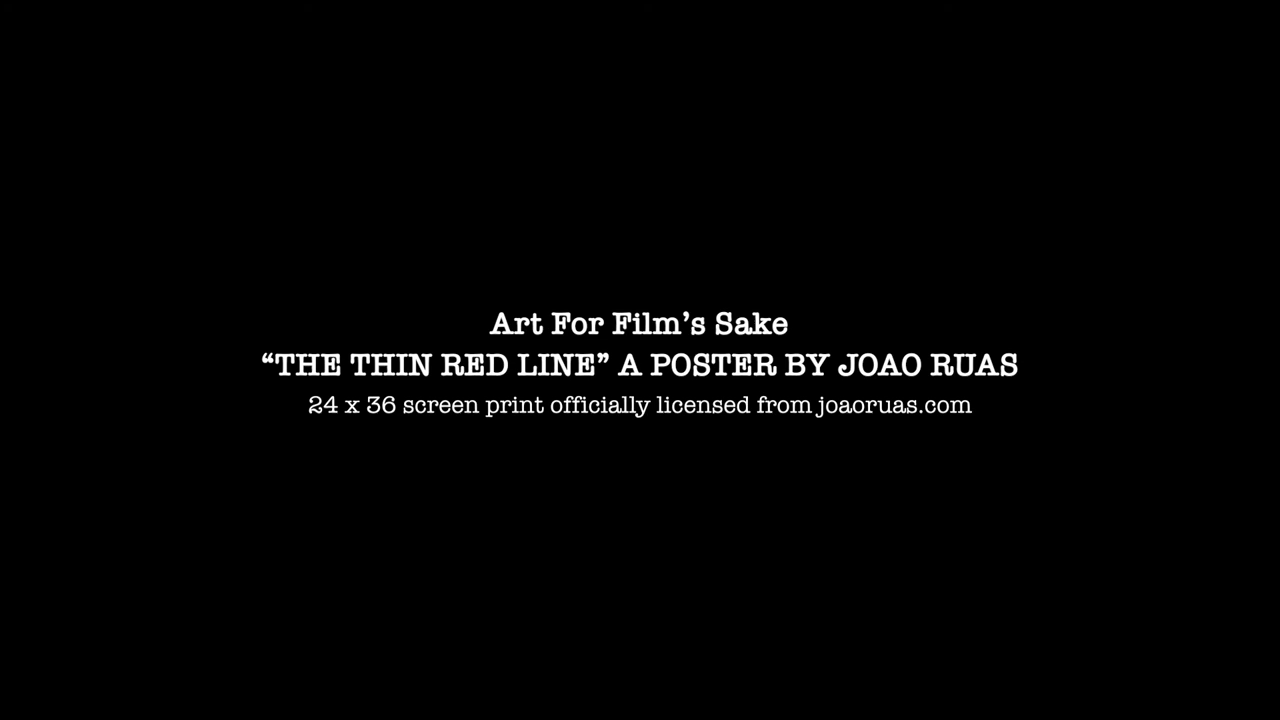 Art For Film’s Sake
“THE THIN RED LINE” A POSTER BY JOAO RUAS
24 x 36 screen print officially licensed from joaoruas.com